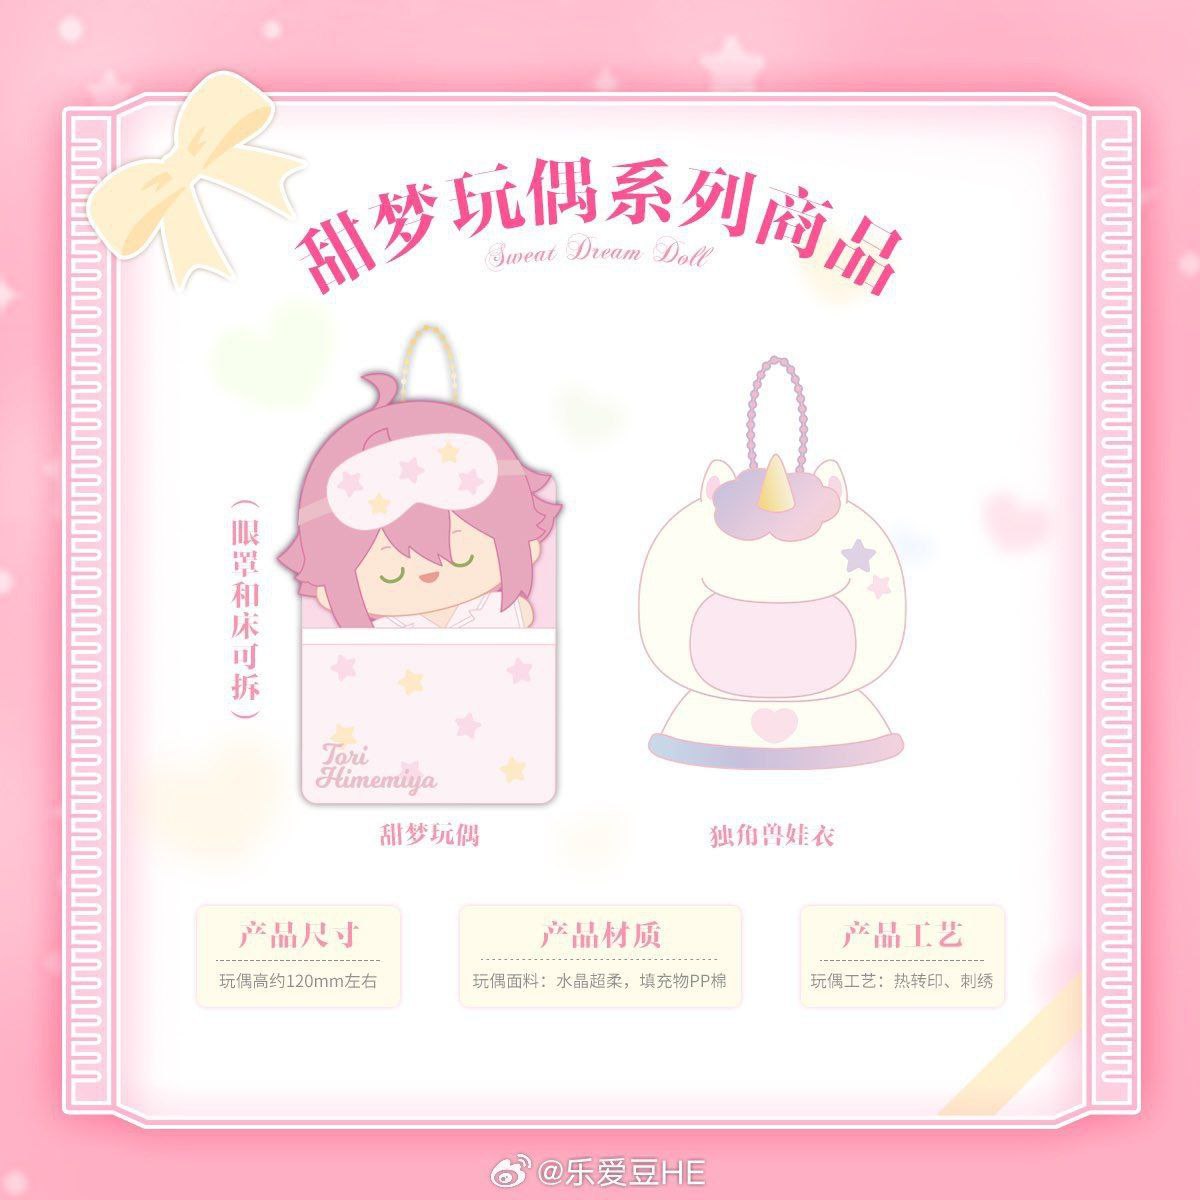 甜梦玩偶系列商品
Sweat Dream Doll
（眼罩和床可拆）
Tori
Himemiya
甜梦玩偶
独角兽娃衣
产品尺寸
玩偶高约120mm左右
产品材质
玩偶面料：水晶超柔，填充物PP棉
产品工艺
玩偶工艺：热转印、刺绣
@乐爱豆HE